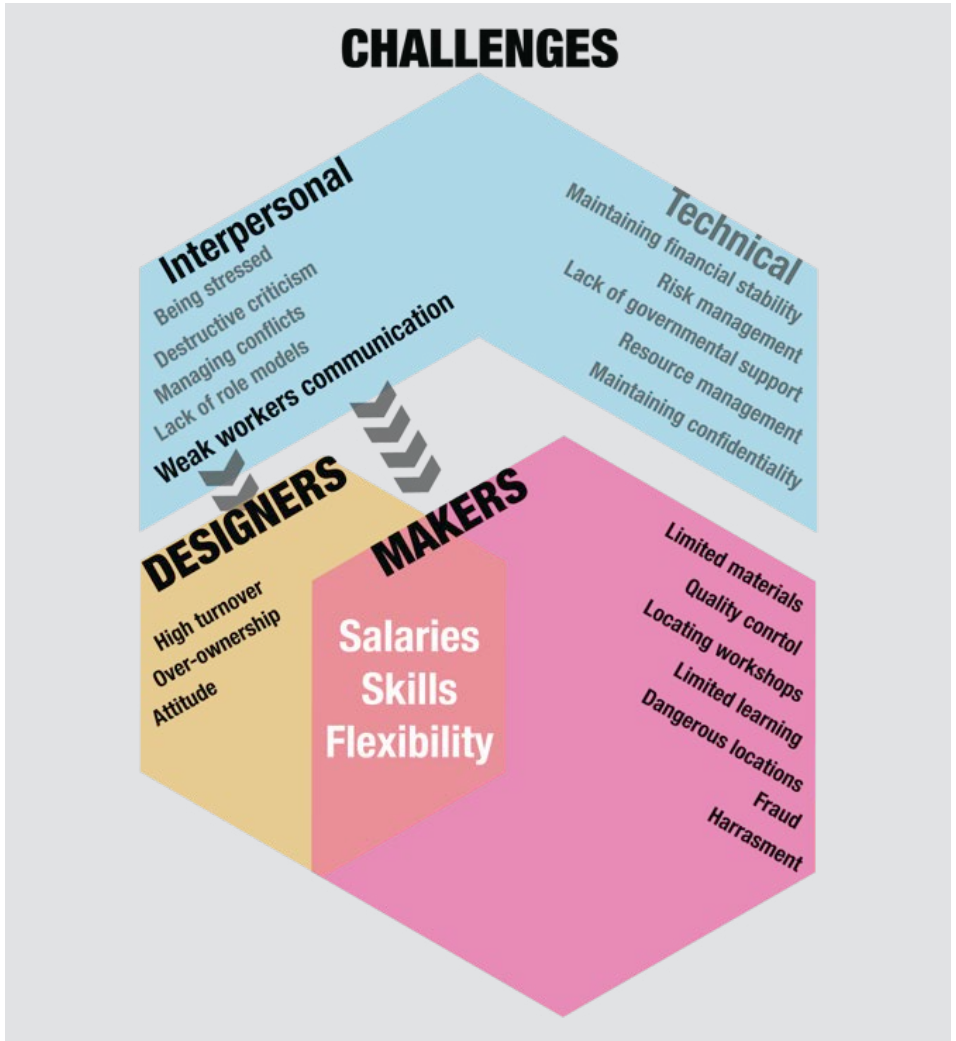 CHALLENGES
Interpersonal
Being stressed
Destructive criticism
Managing conflicts
Lack of role models
Weak workers communication
Technical
Maintaining financial stability
Risk management
Lack of governmental support
Resource management
Maintaining confidentiality
DESIGNERS
High turnover
Over-ownership
Attitude
MAKERS
Salaries
Skills
Flexibility
Limited materials
Quality conrtol
Locating workshops
Limited learning
Dangerous locations
Fraud
Harrasment